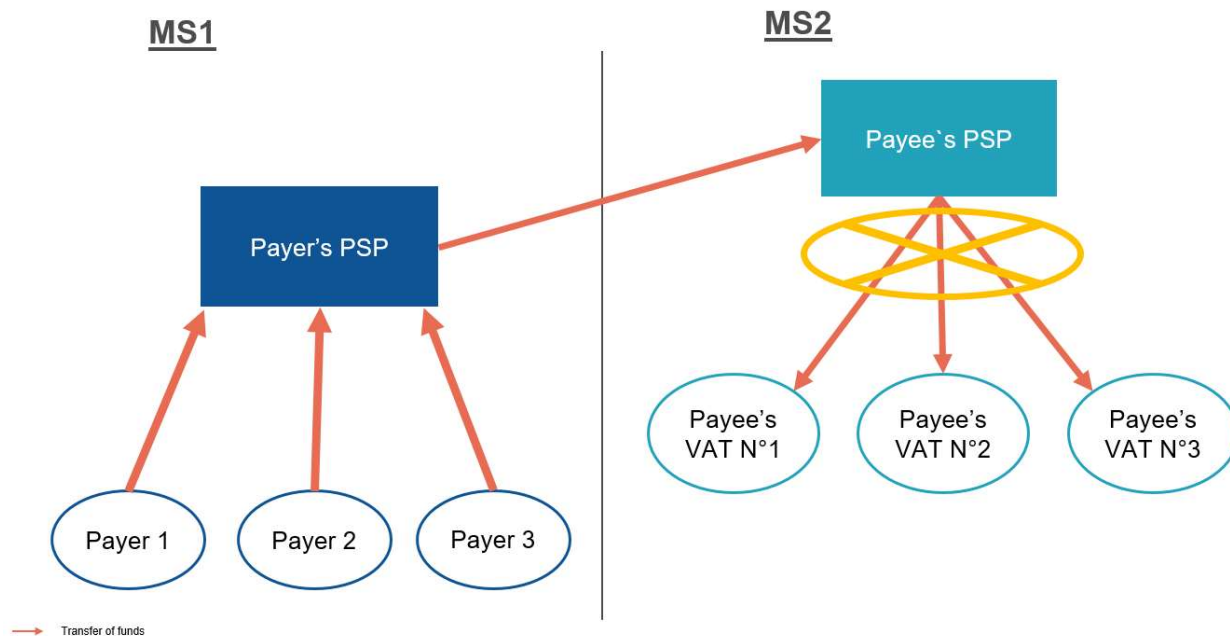 MS1
MS2
Payee`s PSP
Payer’s PSP
Payee’s
VAT N°1
Payee’s
VAT N°2
Payee’s
VAT N°3
Payer 1
Payer 2
Payer 3
Transfer of funds